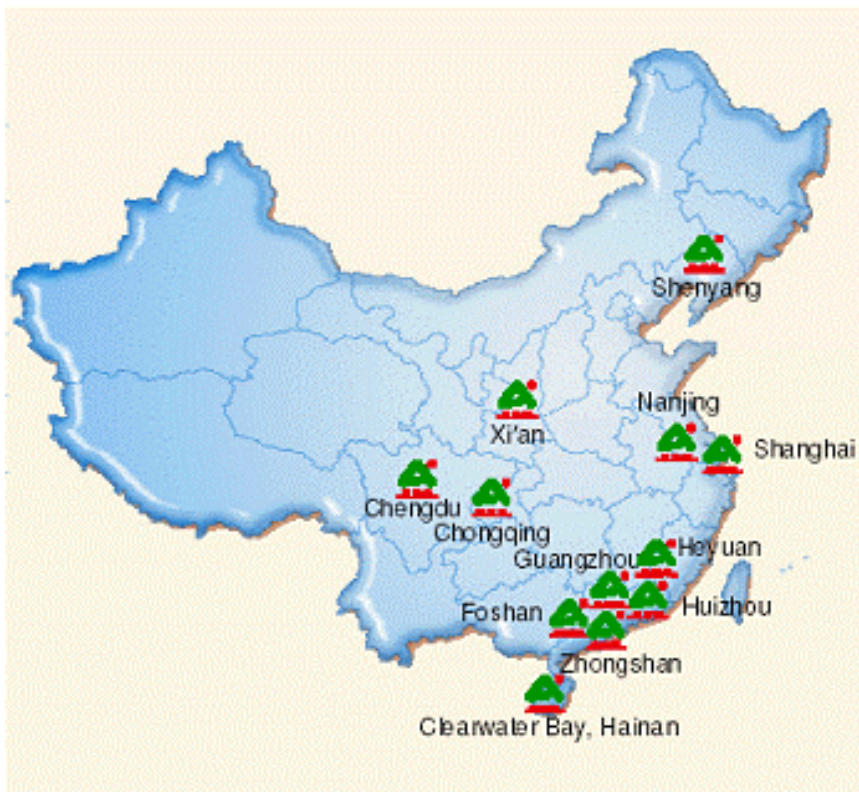 Shenyang
Nanjing
Xi'an
Shanghai
Chengdu
Chongqing
Heyuan
Guangzhou
Foshan
Huizhou
Zhongshan
Clearwater Bay, Hainan